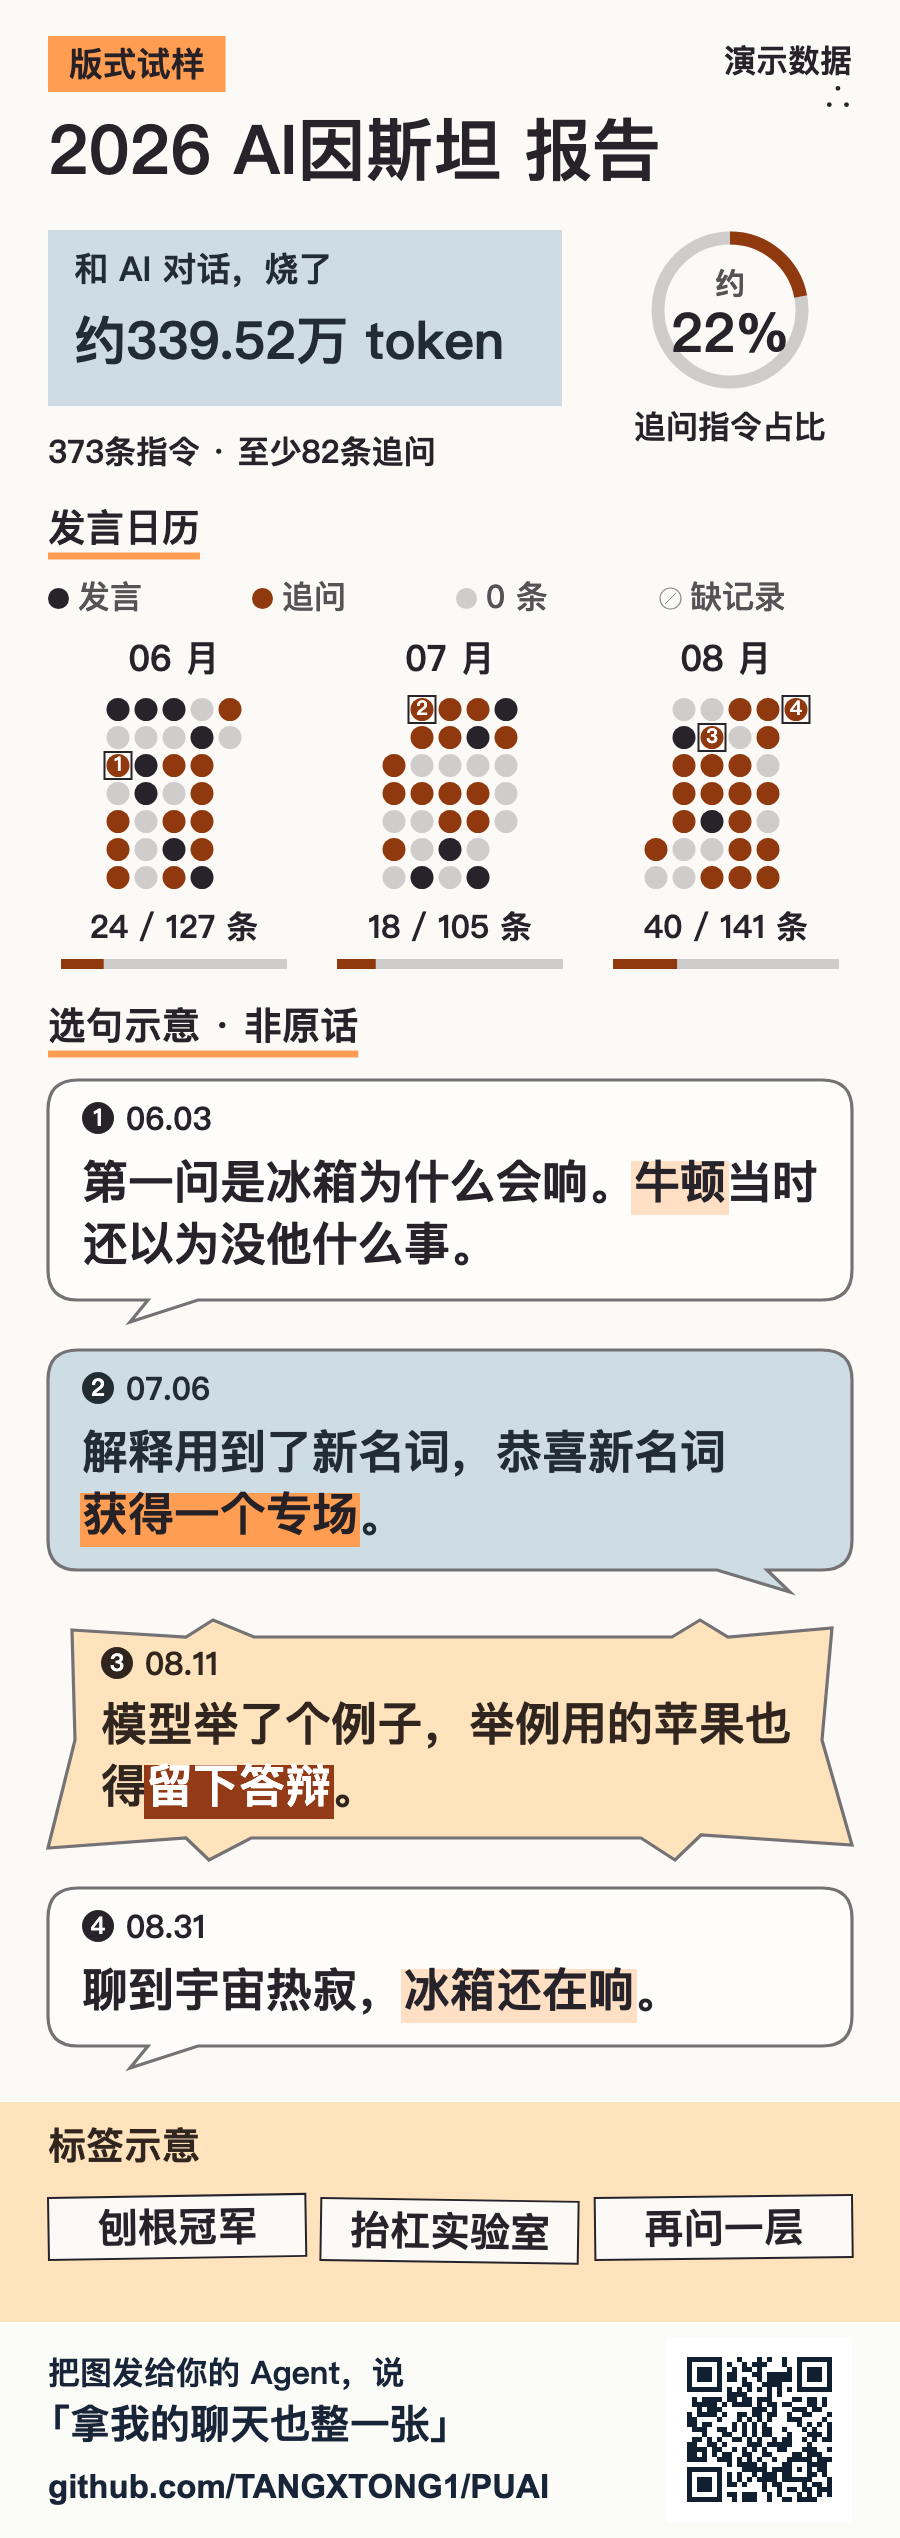 版式试样
演示数据
2026 AI因斯坦 报告
和 AI 对话，烧了
约339.52万 token
约
22%
追问指令占比
373条指令 · 至少82条追问
发言日历
发言
追问
0 条
缺记录
06 月
07 月
08 月
2
4
3
1
24 / 127 条
18 / 105 条
40 / 141 条
选句示意 · 非原话
1 06.03
第一问是冰箱为什么会响。牛顿当时
还以为没他什么事。
2 07.06
解释用到了新名词，恭喜新名词
获得一个专场。
3 08.11
模型举了个例子，举例用的苹果也
得留下答辩。
4 08.31
聊到宇宙热寂，冰箱还在响。
标签示意
刨根冠军
抬杠实验室
再问一层
把图发给你的 Agent，说
「拿我的聊天也整一张」
github.com/TANGXTONG1/PUAI